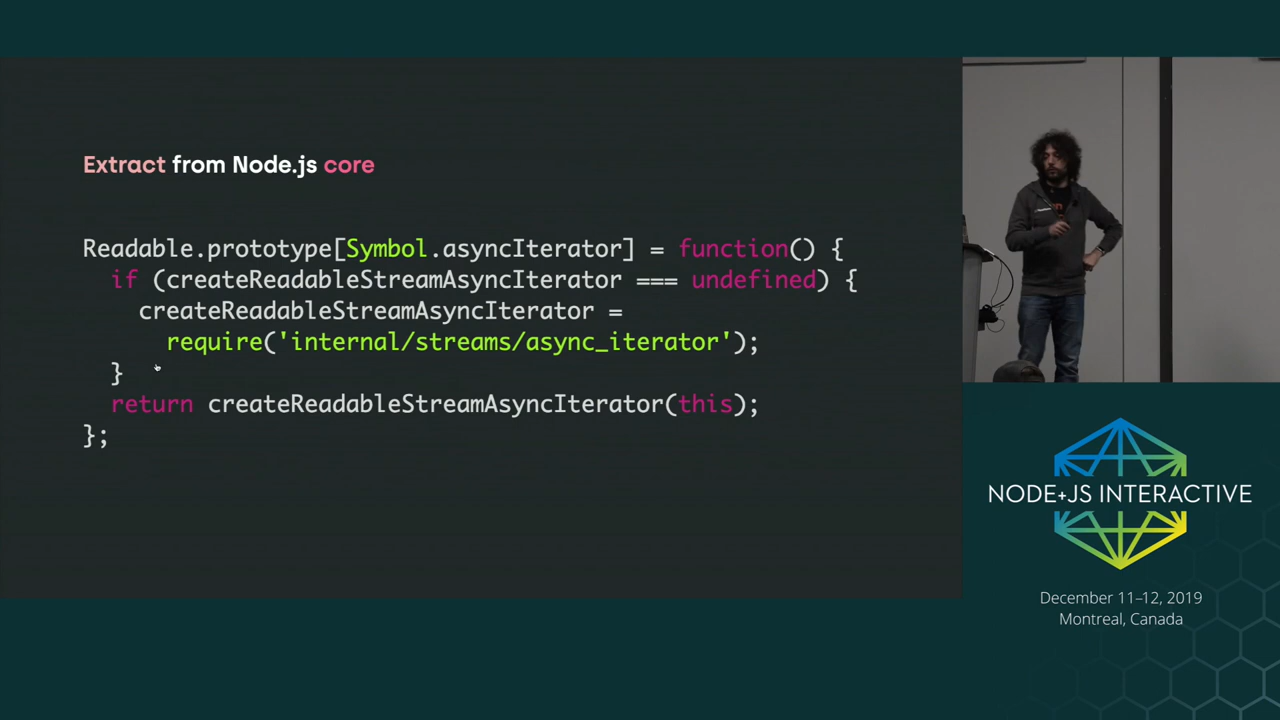 Extract from Node.js core
Readable.prototype[Symbol.asyncIterator] = function() {
if (createReadableStreamAsyncIterator === undefined) {
createReadableStreamAsyncIterator =
require('internal/streams/async_iterator');
}
return createReadableStreamAsyncIterator(this);
};
NODE+JS INTERACTIVE
December 11–12, 2019
Montreal, Canada